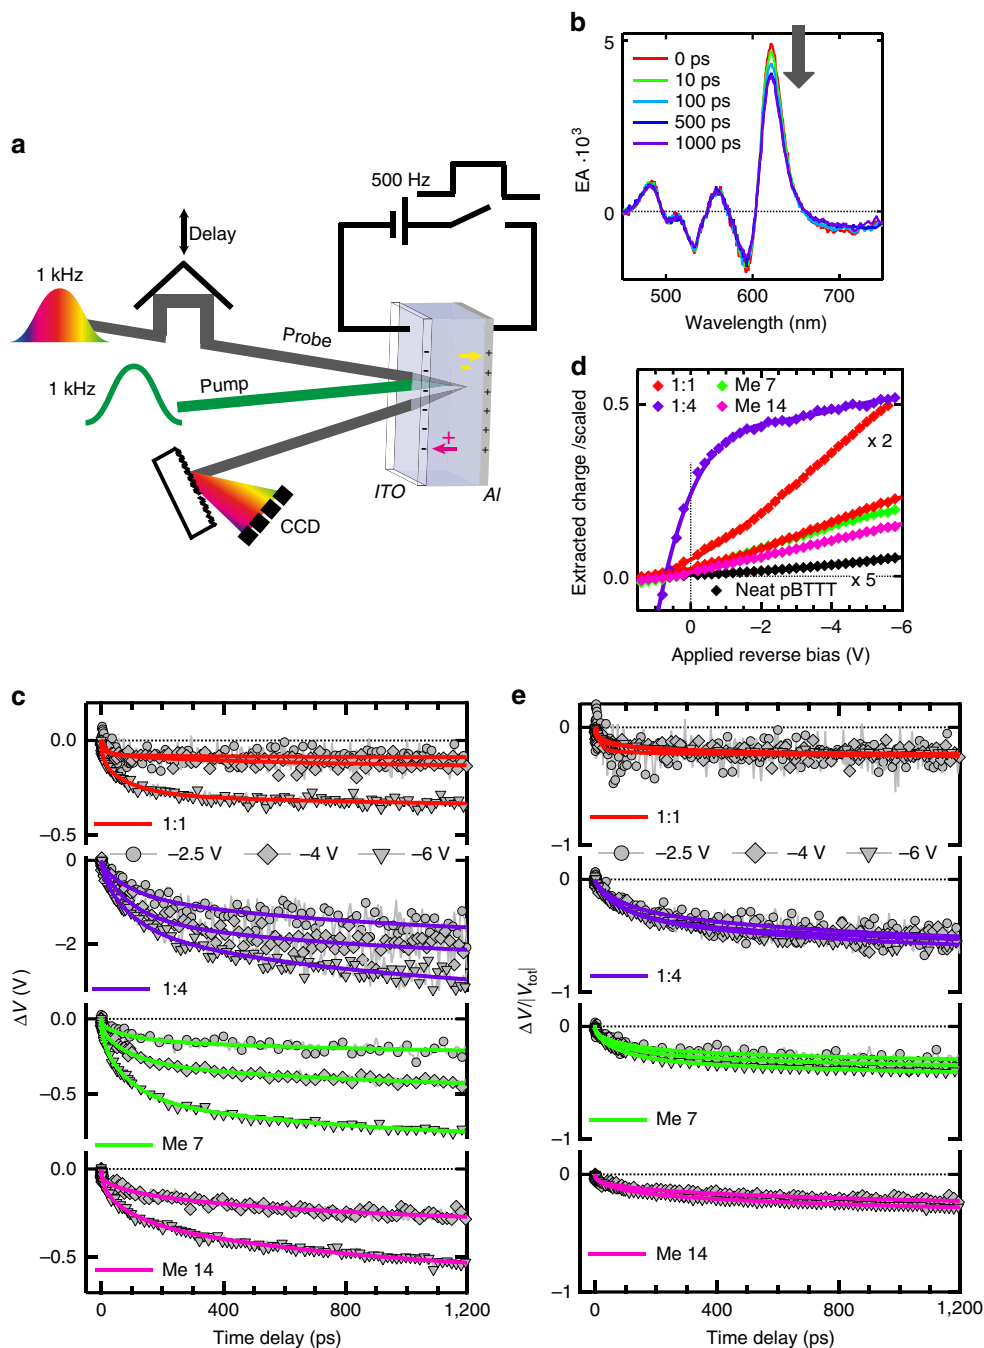 a
500 Hz
Delay
1 kHz
Probe
1 kHz
Pump
+
ITO
Al
CCD
b
5
0 ps
10 ps
100 ps
500 ps
1000 ps
EA ·10³
0
500
600
700
Wavelength (nm)
d
1:1
Me 7
1:4
Me 14
0.5
x 2
Extracted charge /scaled
0.0
x 5
Neat pBTTT
0
–2
–4
–6
Applied reverse bias (V)
c
0.0
–0.5
1:1
–2.5 V
–4 V
–6 V
0
–2
1:4
ΔV (V)
0.0
–0.5
Me 7
0.0
–0.5
Me 14
0
400
800
1,200
Time delay (ps)
e
0
1:1
–1
–2.5 V
–4 V
–6 V
0
1:4
–1
ΔV/|Vtot|
0
Me 7
–1
0
Me 14
–1
0
400
800
1,200
Time delay (ps)